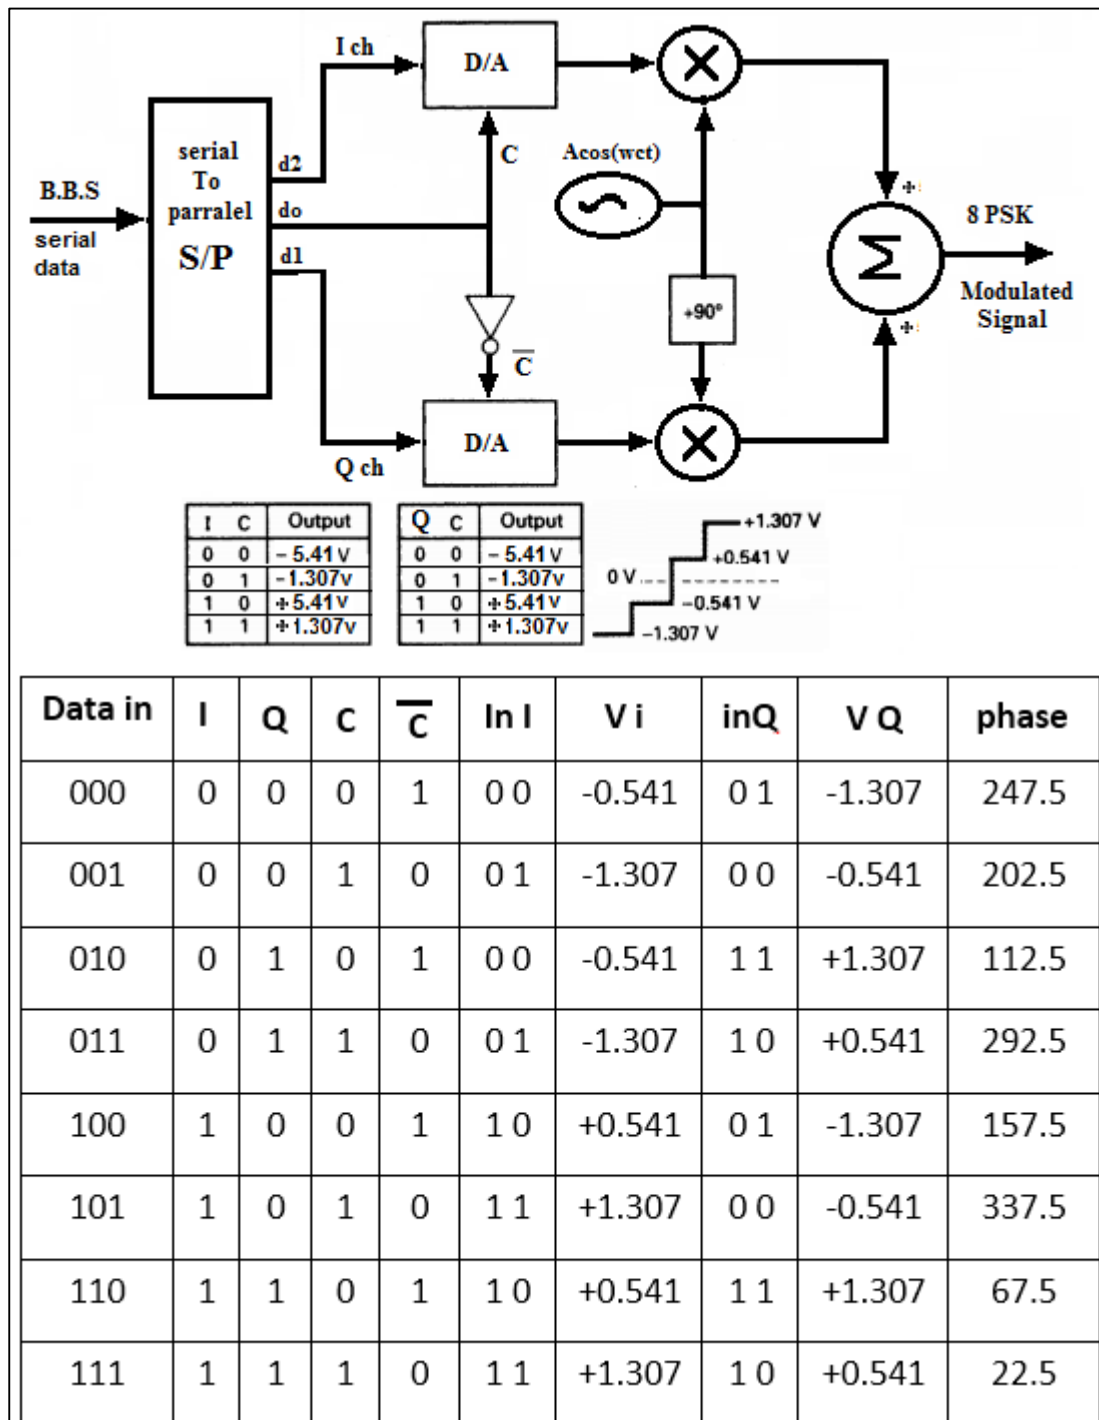 I ch
D/A
serial
To
parralel
S/P
d2
do
d1
B.B.S
serial
data
C
Acos(wct)
+
Σ
8 PSK
Modulated
Signal
+90°
+
C̅
D/A
Q ch
I C Output
0 0 - 5.41 V
0 1 -1.307v
1 0 +5.41V
1 1 +1.307v
Q C Output
0 0 - 5.41 V
0 1 -1.307v
1 0 +5.41V
1 1 +1.307v
+1.307 V
+0.541 V
0 V
-0.541 V
-1.307 V
Data in I Q C C̅ In I V i inQ V Q phase
000 0 0 0 1 0 0 -0.541 0 1 -1.307 247.5
001 0 0 1 0 0 1 -1.307 0 0 -0.541 202.5
010 0 1 0 1 0 0 -0.541 1 1 +1.307 112.5
011 0 1 1 0 0 1 -1.307 1 0 +0.541 292.5
100 1 0 0 1 1 0 +0.541 0 1 -1.307 157.5
101 1 0 1 0 1 1 +1.307 0 0 -0.541 337.5
110 1 1 0 1 1 0 +0.541 1 1 +1.307 67.5
111 1 1 1 0 1 1 +1.307 1 0 +0.541 22.5